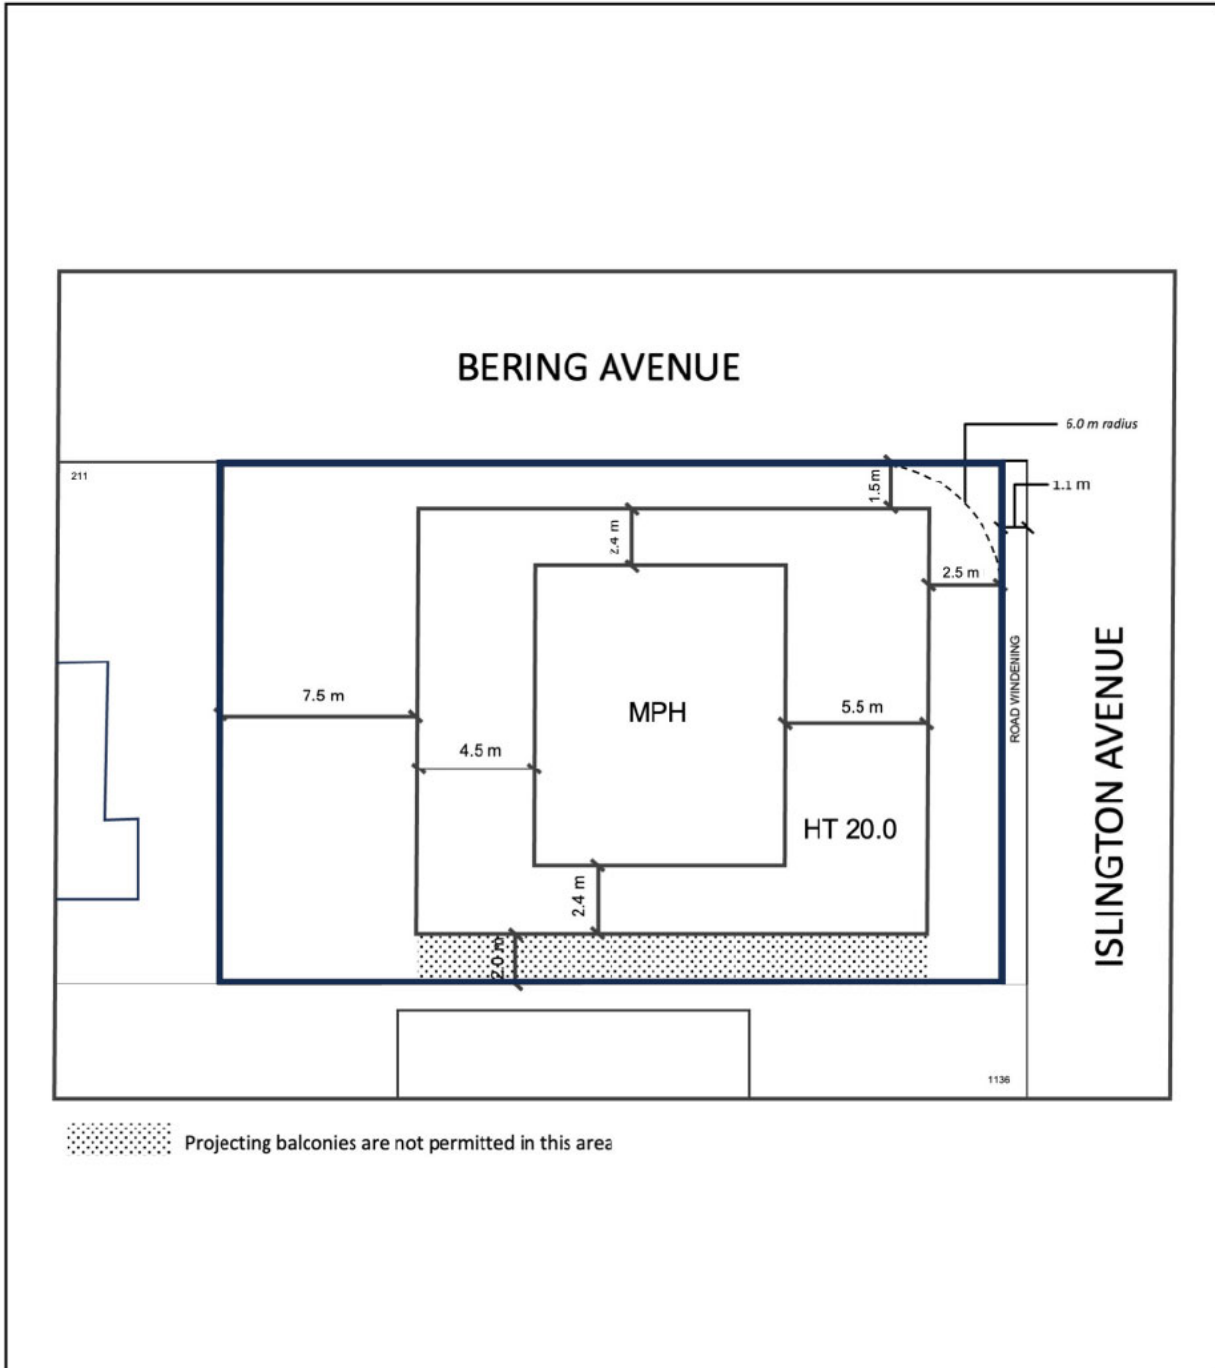 BERING AVENUE
6.0 m radius
211
1.5m
1.1 m
2.4 m
2.5 m
ROAD WINDENING
ISLINGTON AVENUE
7.5 m
MPH
5.5 m
4.5 m
HT 20.0
2.4 m
2.0 m
1136
Projecting balconies are not permitted in this area